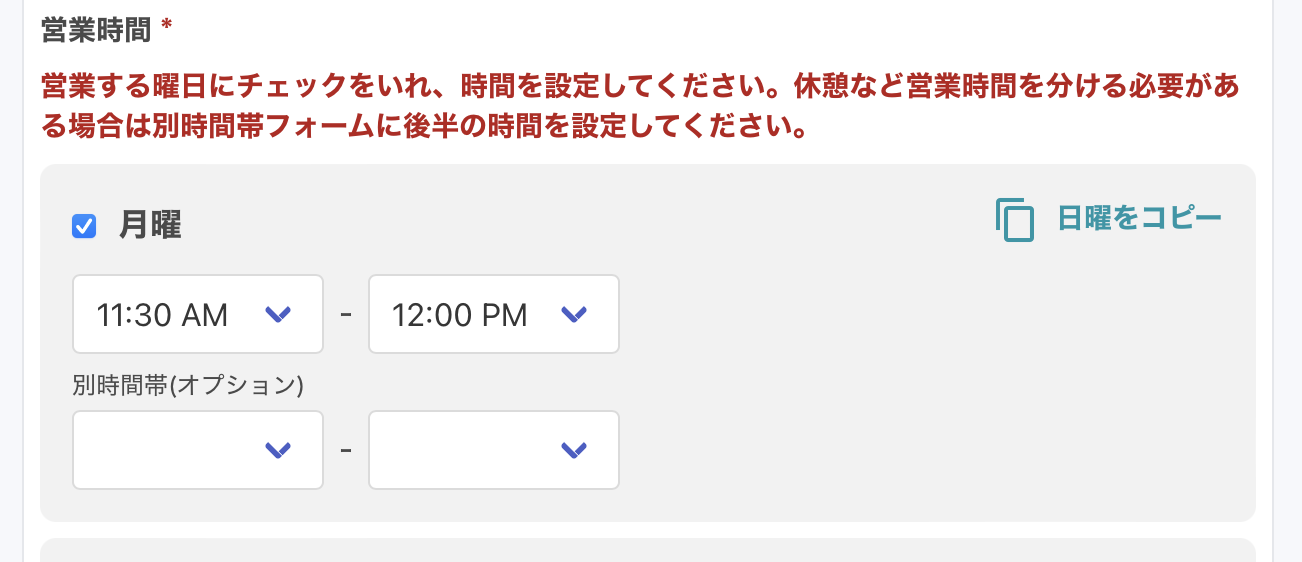 営業時間 *
営業する曜日にチェックをいれ、時間を設定してください。休憩など営業時間を分ける必要があ
る場合は別時間帯フォームに後半の時間を設定してください。
月曜
日曜をコピー
11:30 AM - 12:00 PM
別時間帯(オプション)
-